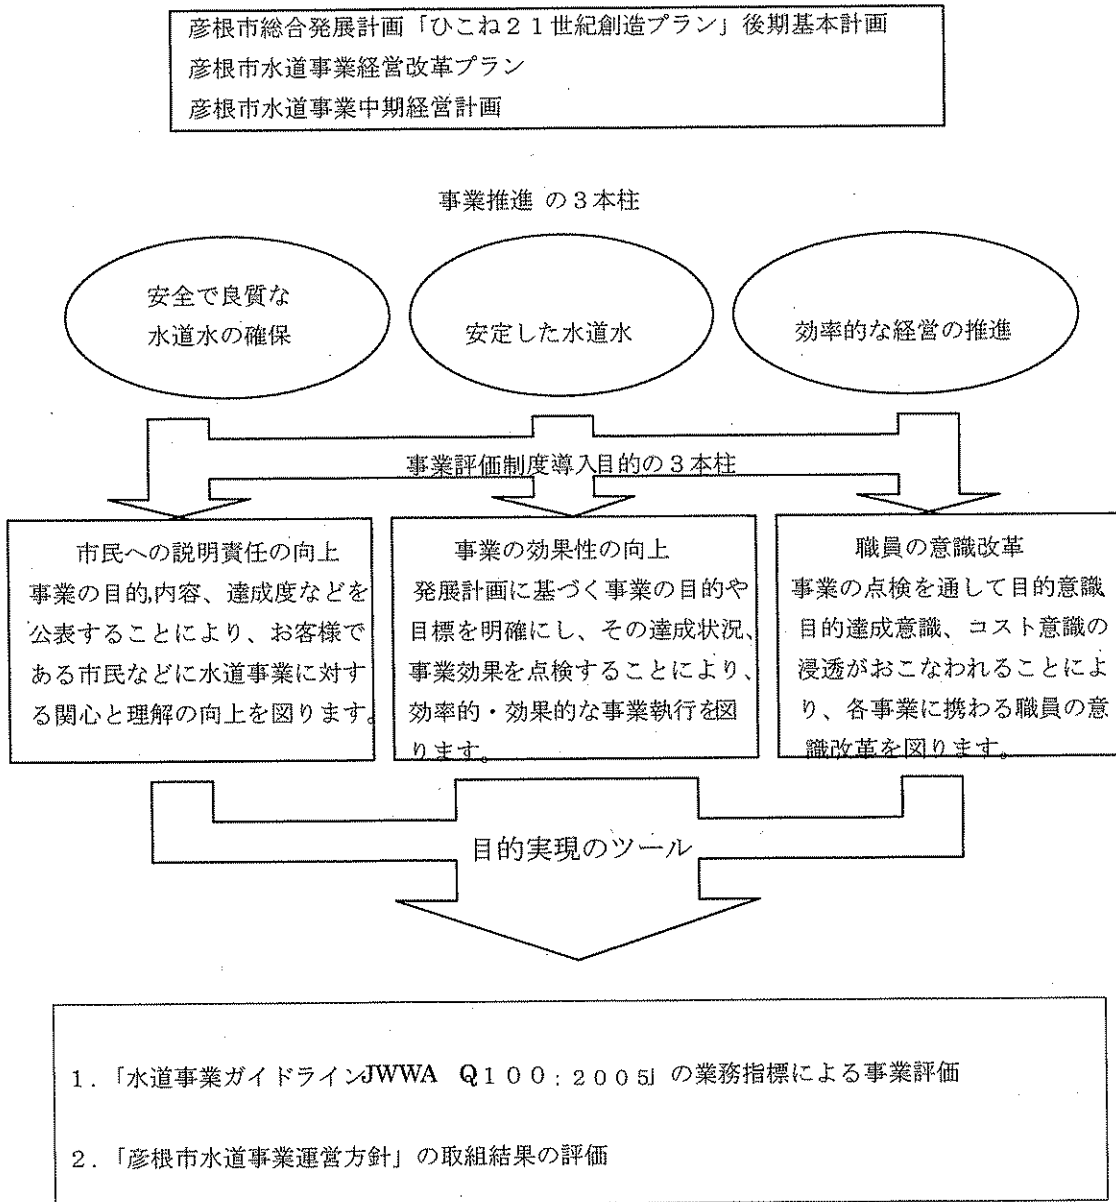 彦根市総合発展計画「ひこね２１世紀創造プラン」後期基本計画
彦根市水道事業経営改革プラン
彦根市水道事業中期経営計画
事業推進 の３本柱
安全で良質な
水道水の確保
安定した水道水
効率的な経営の推進
事業評価制度導入目的の３本柱
市民への説明責任の向上
事業の目的,内容、達成度などを
公表することにより、お客様で
ある市民などに水道事業に対す
る関心と理解の向上を図ります。
事業の効果性の向上
発展計画に基づく事業の目的や
目標を明確にし、その達成状況、
事業効果を点検することにより、
効率的・効果的な事業執行を図
ります。
職員の意識改革
事業の点検を通して目的意識
目的達成意識、コスト意識の
浸透がおこなわれることによ
り、各事業に携わる職員の意
識改革を図ります。
目的実現のツール
１．「水道事業ガイドラインJWWA　Q１００：２００５」の業務指標による事業評価
２．「彦根市水道事業運営方針」の取組結果の評価